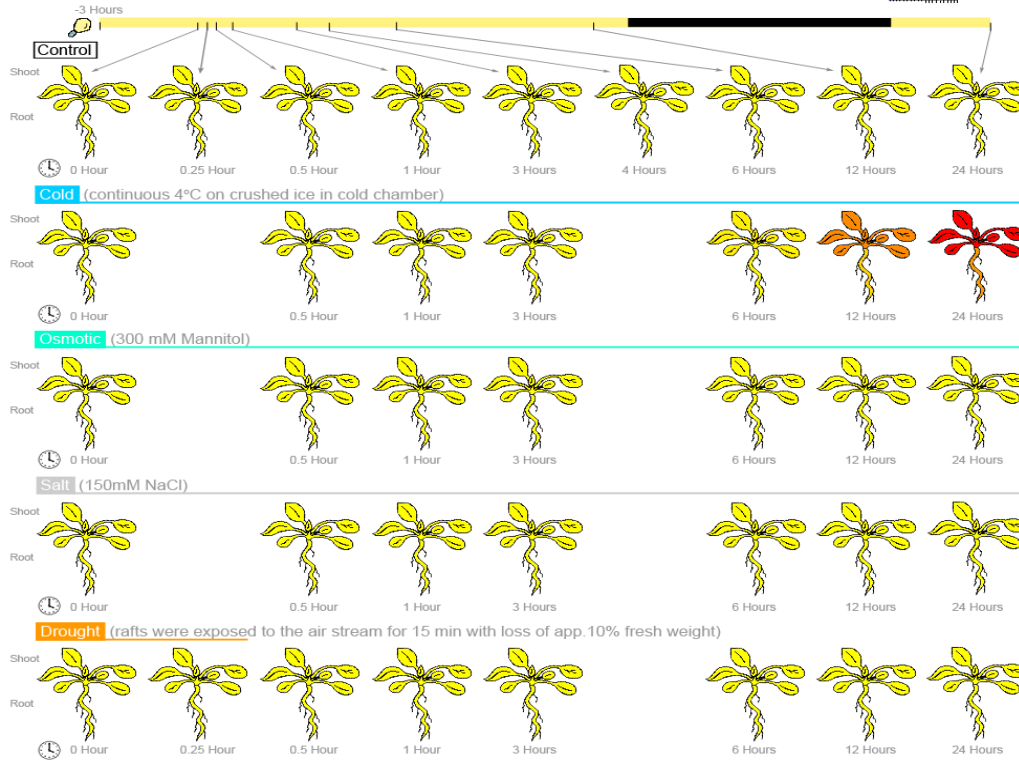 -3 Hours
Control
Shoot
Root
0 Hour 0.25 Hour 0.5 Hour 1 Hour 3 Hours 4 Hours 6 Hours 12 Hours 24 Hours
Cold (continuous 4°C on crushed ice in cold chamber)
Shoot
Root
0 Hour 0.5 Hour 1 Hour 3 Hours 6 Hours 12 Hours 24 Hours
Osmotic (300 mM Mannitol)
Shoot
Root
0 Hour 0.5 Hour 1 Hour 3 Hours 6 Hours 12 Hours 24 Hours
Salt (150mM NaCl)
Shoot
Root
0 Hour 0.5 Hour 1 Hour 3 Hours 6 Hours 12 Hours 24 Hours
Drought (rafts were exposed to the air stream for 15 min with loss of app.10% fresh weight)
Shoot
Root
0 Hour 0.25 Hour 0.5 Hour 1 Hour 3 Hours 6 Hours 12 Hours 24 Hours